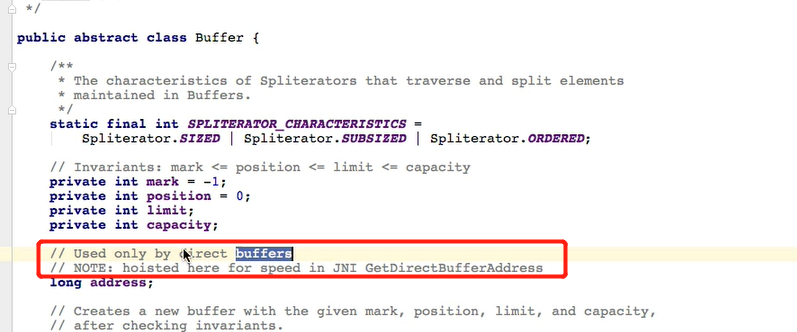 */
public abstract class Buffer {
/**
* The characteristics of Spliterators that traverse and split elements
* maintained in Buffers.
*/
static final int SPLITERATOR_CHARACTERISTICS =
Spliterator.SIZED | Spliterator.SUBSIZED | Spliterator.ORDERED;
// Invariants: mark <= position <= limit <= capacity
private int mark = -1;
private int position = 0;
private int limit;
private int capacity;
// Used only by direct buffers
// NOTE: hoisted here for speed in JNI GetDirectBufferAddress
long address;
// Creates a new buffer with the given mark, position, limit, and capacity,
// after checking invariants.